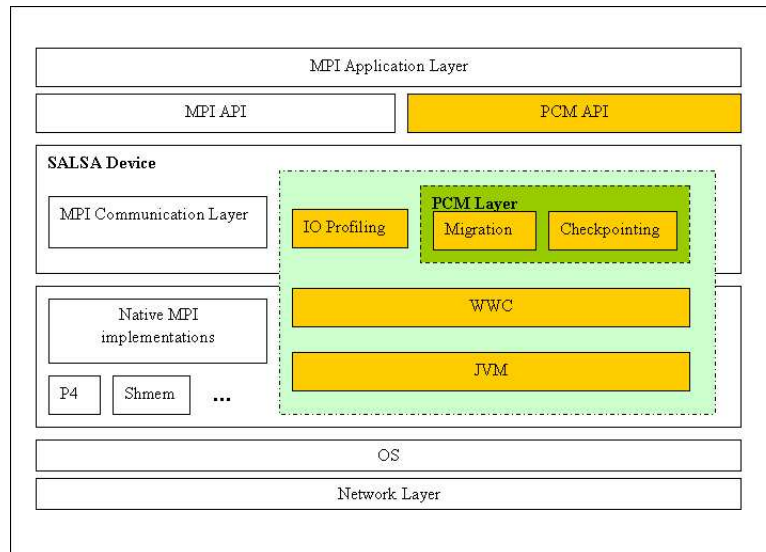 MPI Application Layer
MPI API
PCM API
SALSA Device
MPI Communication Layer
IO Profiling
PCM Layer
Migration
Checkpointing
Native MPI
implementations
WWC
JVM
P4
Shmem
...
OS
Network Layer